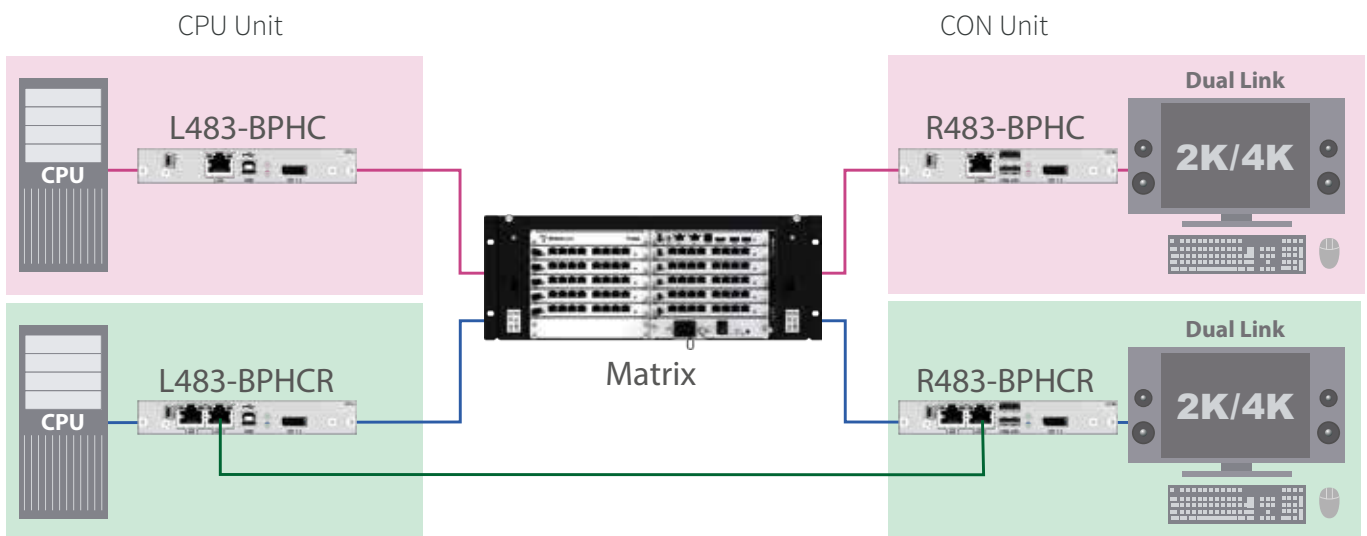 CPU Unit
CON Unit
Dual Link
L483-BPHC
R483-BPHC
CPU
2K/4K
Dual Link
L483-BPHCR
Matrix
R483-BPHCR
CPU
2K/4K